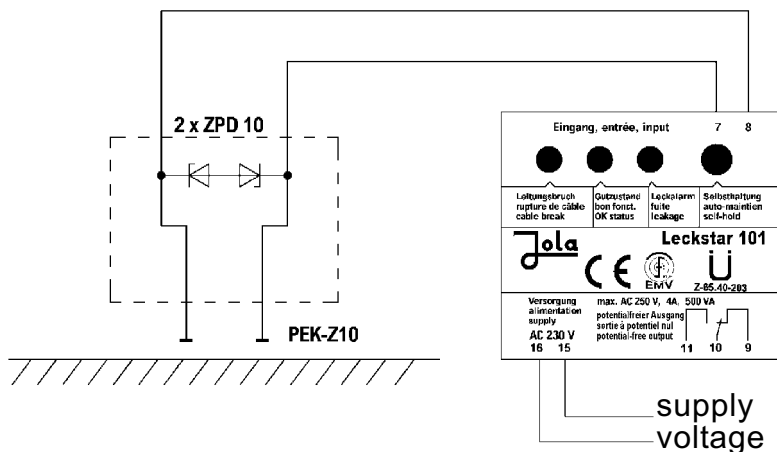 2 x ZPD 10
PEK-Z10
Eingang, entrée, input 7 8
Leitungsbruch
rupture de câble
cable break
Gutzustand
bon fonct.
OK status
Leckalarm
fuite
leakage
Selbsthaltung
auto-maintien
self-hold
Jola
Leckstar 101
CE
EMV
Ü
Z-65.40-203
Versorgung
alimentation
supply
AC 230 V
16 15
max. AC 250 V, 4A, 500 VA
potentialfreier Ausgang
sortie à potentiel nul
potential-free output
11 10 9
supply
voltage